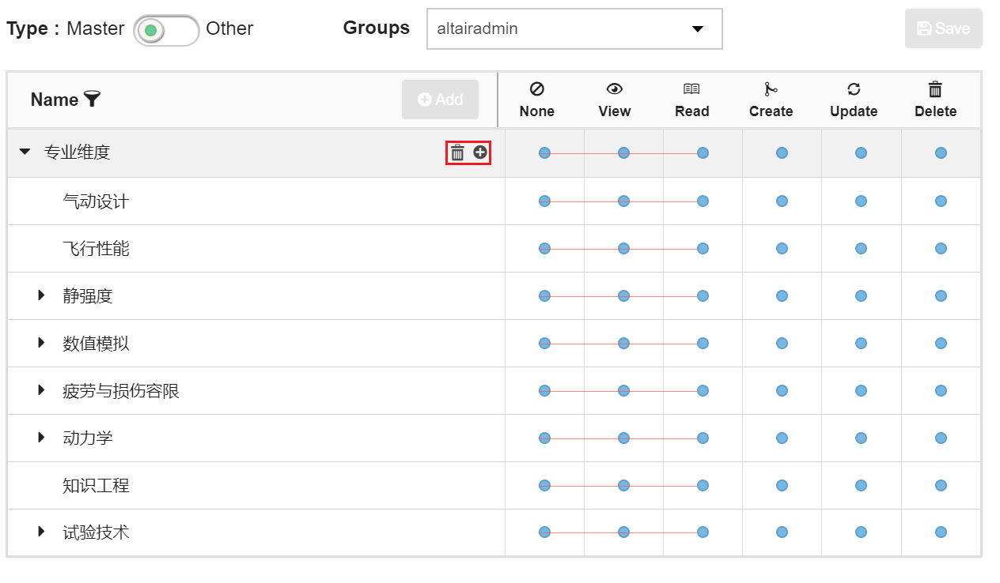 Type : Master Other Groups altairadmin Save
Name Add None View Read Create Update Delete
专业维度
气动设计
飞行性能
静强度
数值模拟
疲劳与损伤容限
动力学
知识工程
试验技术